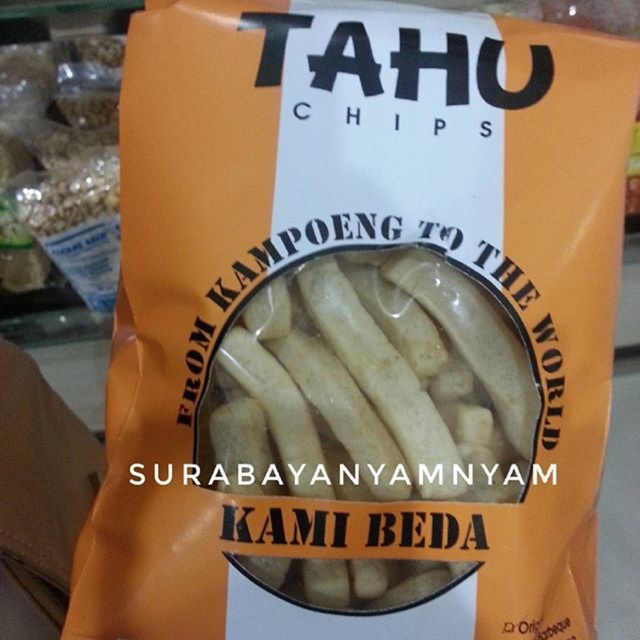 TAHU
CHIPS
FROM KAMPOENG TO THE WORLD
SURABAYANYAMNYAM
KAMI BEDA